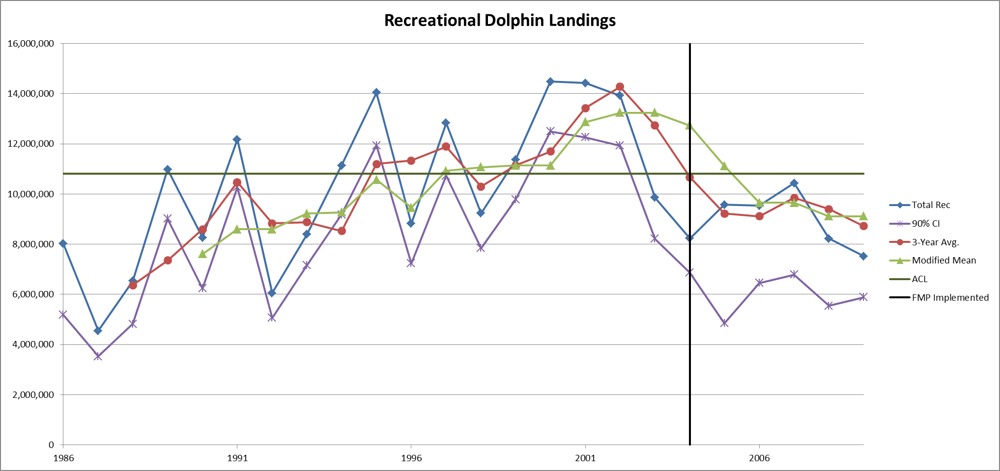 Recreational Dolphin Landings
16,000,000
14,000,000
12,000,000
10,000,000
8,000,000
6,000,000
4,000,000
2,000,000
0
1986
1991
1996
2001
2006
Total Rec
90% CI
3-Year Avg.
Modified Mean
ACL
FMP Implemented